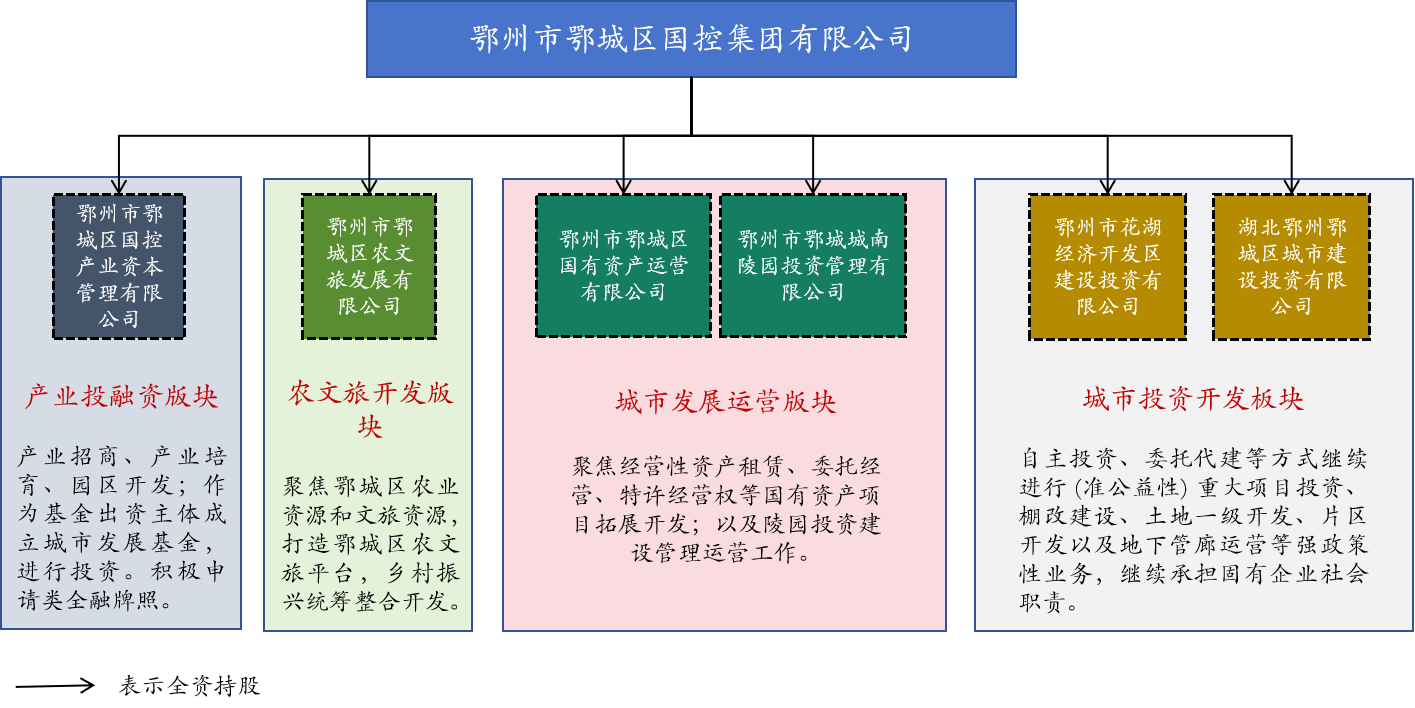 鄂州市鄂城区国控集团有限公司
鄂州市鄂
城区国控
产业资本
管理有限
公司
产业投融资版块
产业招商、产业培
育、园区开发；作
为基金出资主体成
立城市发展基金，
进行投资。积极申
请类全融牌照。
鄂州市鄂
城区农文
旅发展有
限公司
农文旅开发版
块
聚焦鄂城区农业
资源和文旅资源，
打造鄂城区农文
旅平台，乡村振
兴统筹整合开发。
鄂州市鄂城区
国有资产运营
有限公司
鄂州市鄂城城南
陵园投资管理有
限公司
城市发展运营版块
聚焦经营性资产租赁、委托经
营、特许经营权等国有资产项
目拓展开发；以及陵园投资建
设管理运营工作。
鄂州市花湖
经济开发区
建设投资有
限公司
湖北鄂州鄂
城区城市建
设投资有限
公司
城市投资开发板块
自主投资、委托代建等方式继续
进行(准公益性)重大项目投资、
棚改建设、土地一级开发、片区
开发以及地下管廊运营等强政策
性业务，继续承担固有企业社会
职责。
表示全资持股